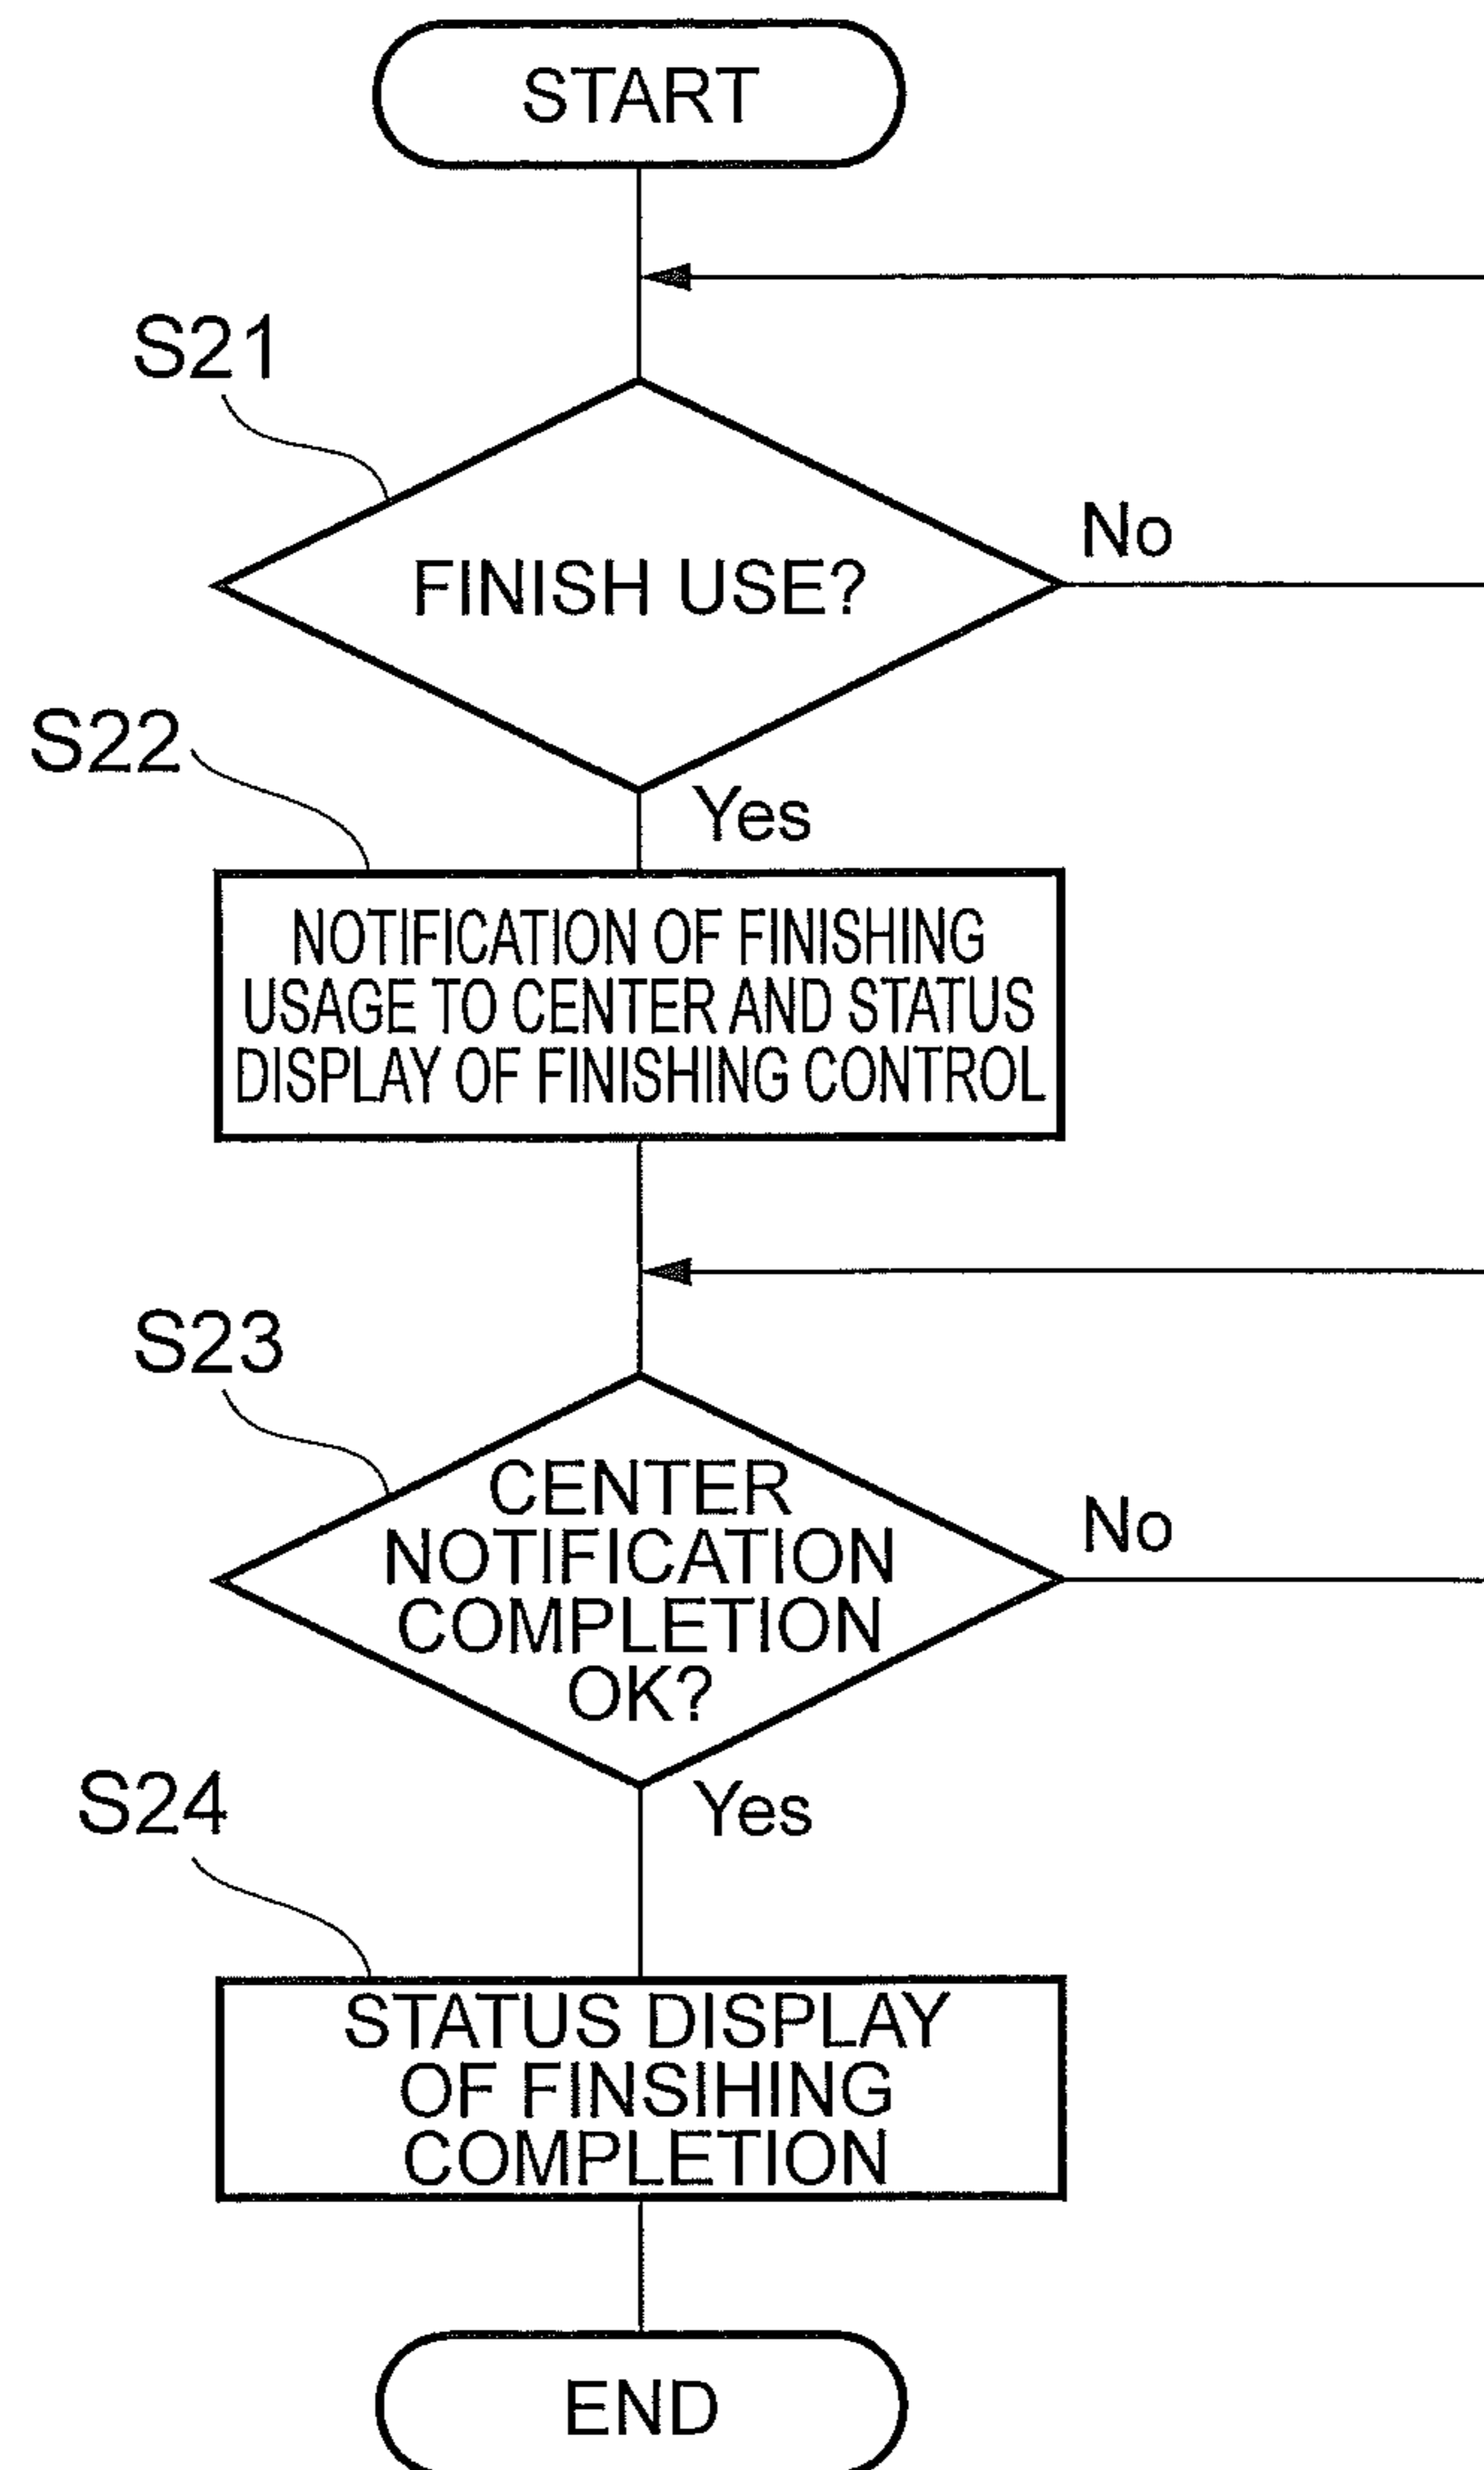 START
S21
FINISH USE?
No
S22
Yes
NOTIFICATION OF FINISHING
USAGE TO CENTER AND STATUS
DISPLAY OF FINISHING CONTROL
S23
CENTER
NOTIFICATION
COMPLETION
OK?
No
S24
Yes
STATUS DISPLAY
OF FINSIHING
COMPLETION
END